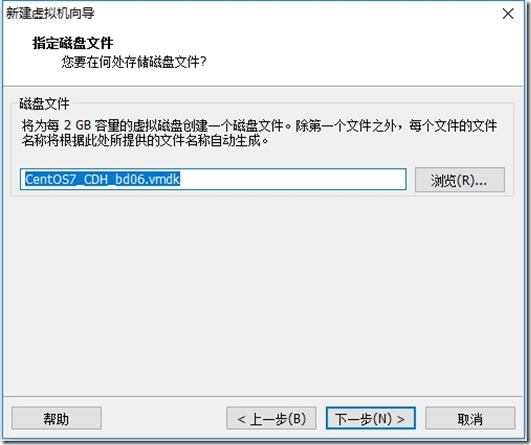 新建虚拟机向导
指定磁盘文件
您要在何处存储磁盘文件?
磁盘文件
将为每 2 GB 容量的虚拟磁盘创建一个磁盘文件。除第一个文件之外，每个文件的文件
名称将根据此处所提供的文件名称自动生成。
CentOS7_CDH_bd06.vmdk
浏览(R)...
帮助
< 上一步(B)
下一步(N) >
取消